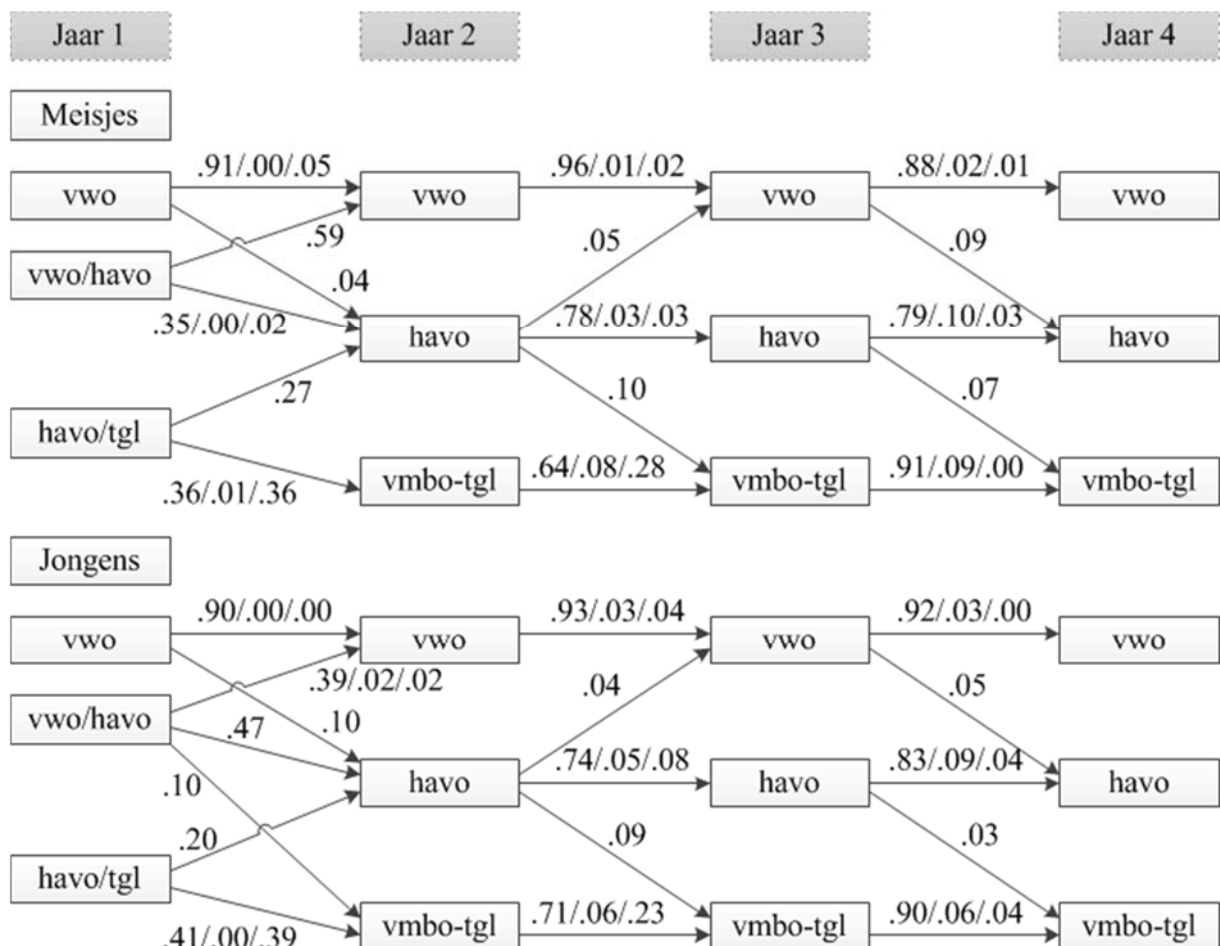 Jaar 1 Jaar 2 Jaar 3 Jaar 4
Meisjes
.91/.00/.05 .96/.01/.02 .88/.02/.01
vwo vwo vwo vwo
.59 .05 .09
vwo/havo
.04
.35/.00/.02 .78/.03/.03 .79/.10/.03
havo havo havo
.27 .10 .07
havo/tgl
.64/.08/.28 .91/.09/.00
vmbo-tgl vmbo-tgl vmbo-tgl
.36/.01/.36
Jongens
.90/.00/.00 .93/.03/.04 .92/.03/.00
vwo vwo vwo vwo
.39/.02/.02 .04 .05
vwo/havo .47 .10
.74/.05/.08 .83/.09/.04
.10 havo havo havo
.20 .09 .03
havo/tgl
.71/.06/.23 .90/.06/.04
vmbo-tgl vmbo-tgl vmbo-tgl
.41/.00/.39